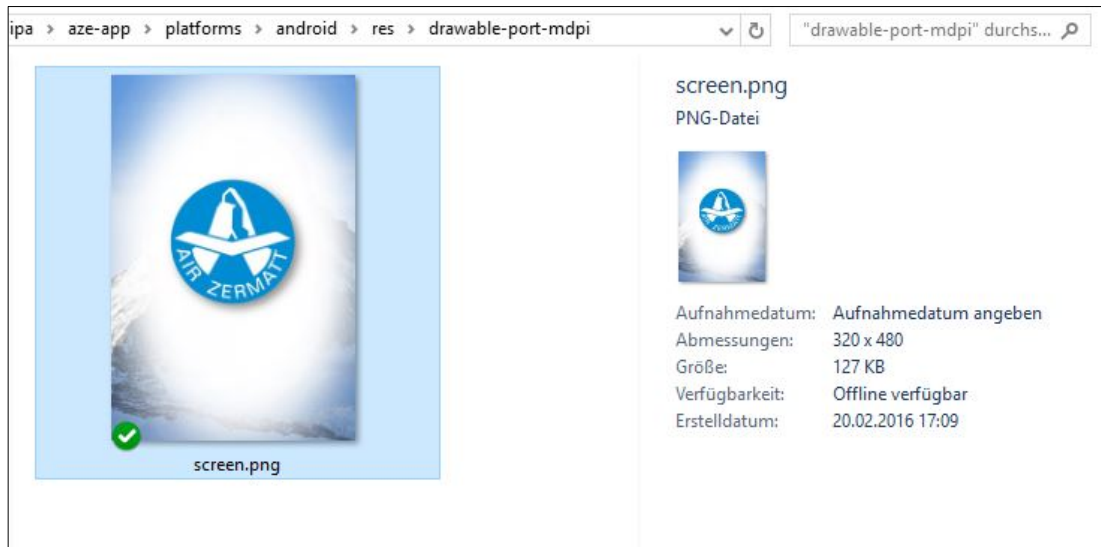 ipa > aze-app > platforms > android > res > drawable-port-mdpi
"drawable-port-mdpi" durchs...
AIR ZERMATT
screen.png
screen.png
PNG-Datei
AIR ZERMATT
Aufnahmedatum: Aufnahmedatum angeben
Abmessungen: 320 x 480
Größe: 127 KB
Verfügbarkeit: Offline verfügbar
Erstelldatum: 20.02.2016 17:09